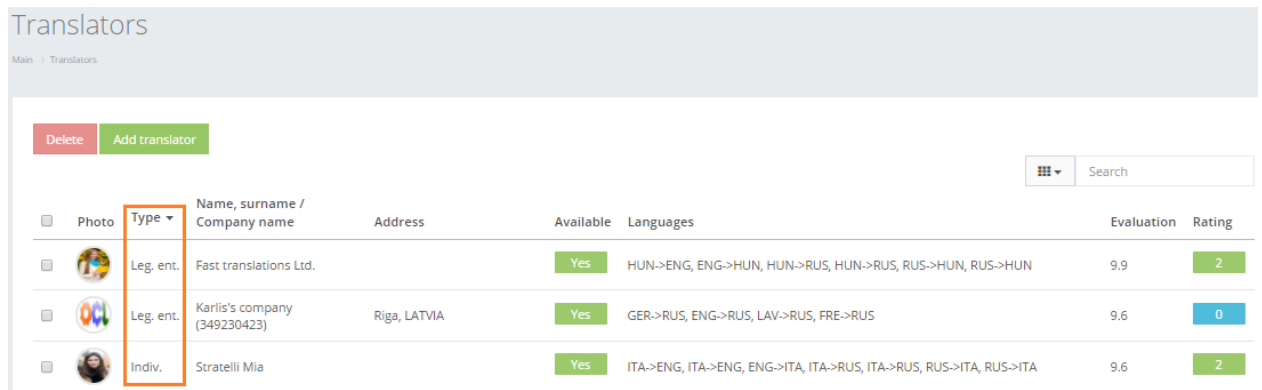 Translators
Main > Translators
Delete Add translator
Search
Photo Type Name, surname / Company name Address Available Languages Evaluation Rating
Leg. ent. Fast translations Ltd. Yes HUN->ENG, ENG->HUN, HUN->RUS, HUN->RUS, RUS->HUN, RUS->HUN 9.9 2
OCL Leg. ent. Karlis's company (349230423) Riga, LATVIA Yes GER->RUS, ENG->RUS, LAV->RUS, FRE->RUS 9.6 0
Indiv. Stratelli Mia Yes ITA->ENG, ITA->ENG, ENG->ITA, ITA->RUS, ITA->RUS, RUS->ITA, RUS->ITA 9.6 2